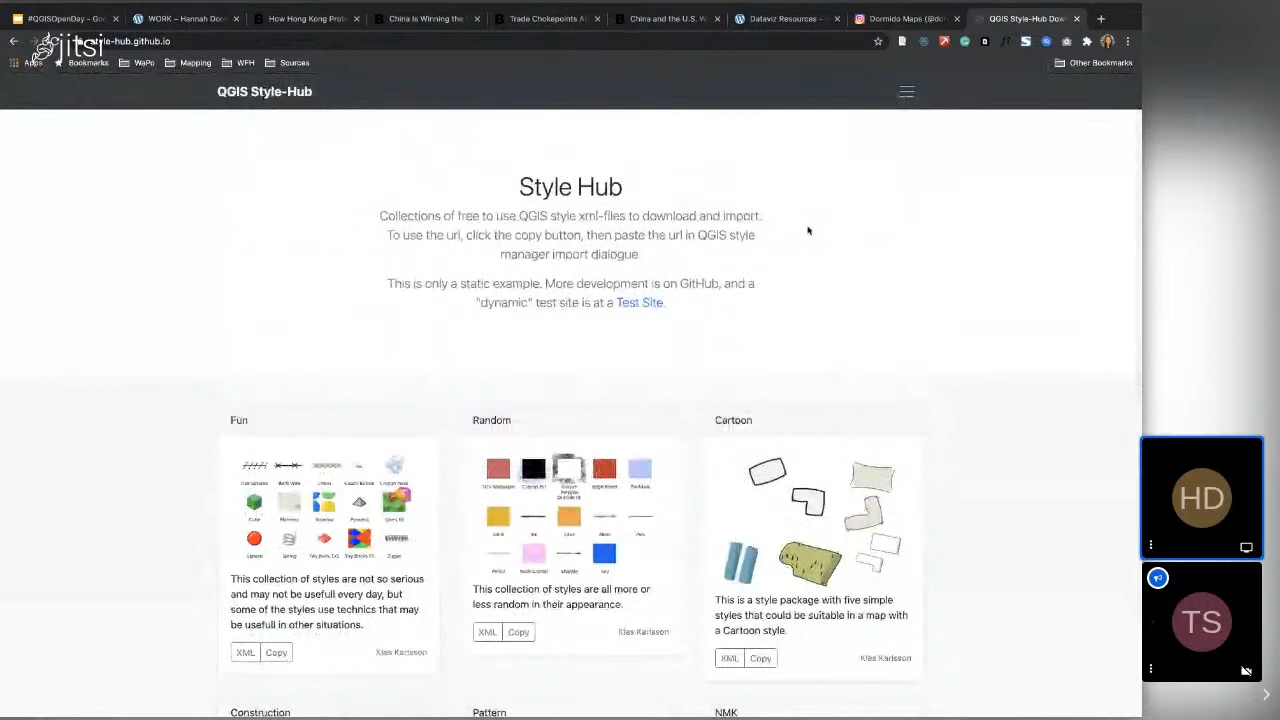 #QGISOpenDay - Goo
WORK – Hannah Dorm
How Hong Kong Prote
China Is Winning the
Trade Chokepoints Ar
China and the U.S. W
Dataviz Resources –
Dormido Maps (@dor
QGIS Style-Hub Dow
jitsi
yle-hub.github.io
Apps
Bookmarks
WaPo
Mapping
WFH
Sources
Other Bookmarks
QGIS Style-Hub
Style Hub
Collections of free to use QGIS style xml-files to download and import.
To use the url, click the copy button, then paste the url in QGIS style
manager import dialogue
This is only a static example. More development is on GitHub, and a
"dynamic" test site is at a Test Site.
Fun
Random
Cartoon
This collection of styles are not so serious
and may not be usefull every day, but
some of the styles use technics that may
be usefull in other situations.
XML Copy
Klas Karlsson
This collection of styles are all more or
less random in their appearance.
XML Copy
Klas Karlsson
This is a style package with five simple
styles that could be suitable in a map with
a Cartoon style.
XML Copy
Klas Karlsson
Construction
Pattern
NMK
HD
TS